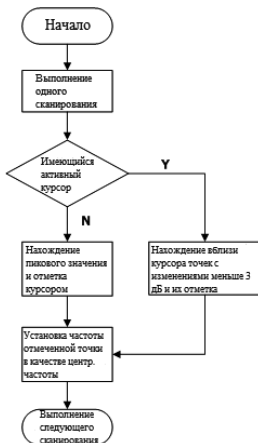 Начало
Выполнение
одного
сканирования
Имеющийся
активный
курсор
Y
N
Нахождение
пикового значения
и отметка
курсором
Нахождение вблизи
курсора точек с
изменениями меньше 3
дБ и их отметка
Установка частоты
отмеченной точки
в качестве центр.
частоты
Выполнение
следующего
сканирования